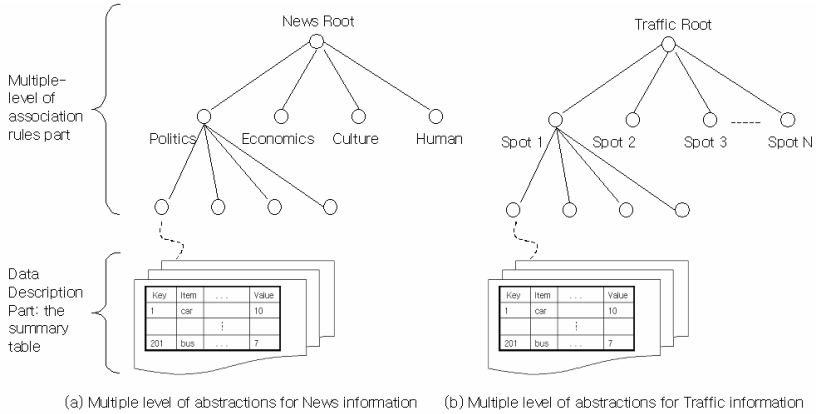 News Root
Traffic Root
Multiple-
level of
association
rules part
Politics
Economics
Culture
Human
Spot 1
Spot 2
Spot 3
Spot N
Data
Description
Part: the
summary
table
Key Item ... Value
1 car 10
201 bus ... 7
Key Item ... Value
1 car 10
201 bus ... 7
(a) Multiple level of abstractions for News information
(b) Multiple level of abstractions for Traffic information